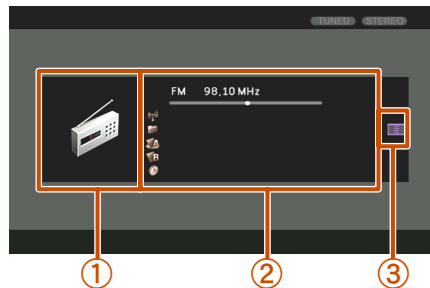 TUNED STEREO
FM 98,10 MHz
A
B
① ② ③